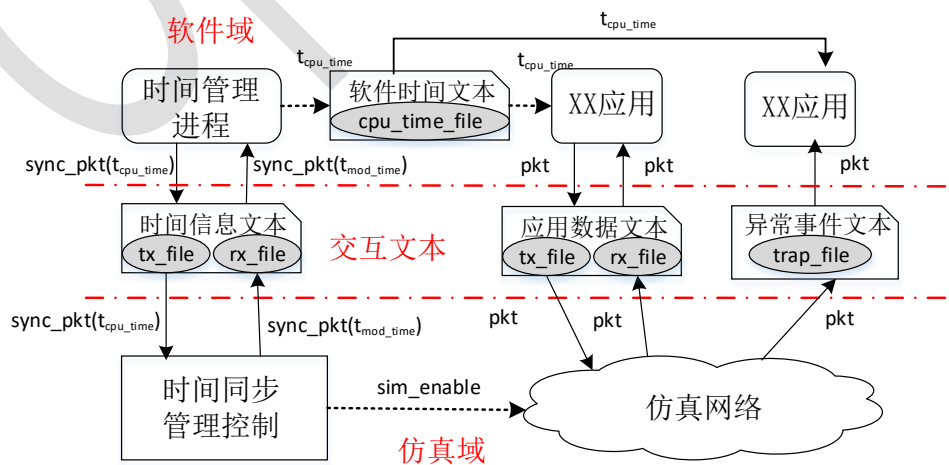 软件域
t_cpu_time
t_cpu_time
t_cpu_time
时间管理
进程
软件时间文本
cpu_time_file
XX应用
XX应用
sync_pkt(t_cpu_time)
sync_pkt(t_mod_time)
pkt
pkt
pkt
时间信息文本
tx_file
rx_file
交互文本
应用数据文本
tx_file
rx_file
异常事件文本
trap_file
sync_pkt(t_cpu_time)
sync_pkt(t_mod_time)
pkt
pkt
pkt
时间同步
管理控制
sim_enable
仿真网络
仿真域